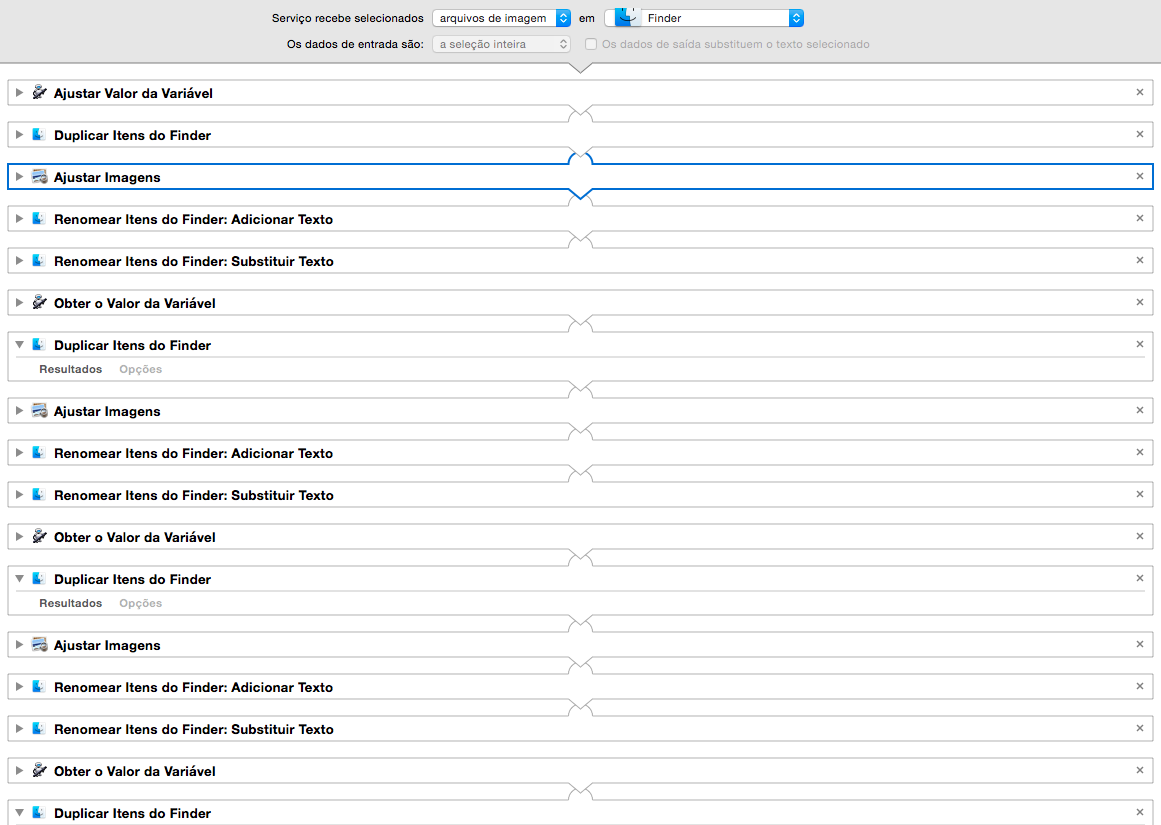 Serviço recebe selecionados arquivos de imagem em Finder
Os dados de entrada são: a seleção inteira Os dados de saída substituem o texto selecionado
Ajustar Valor da Variável
Duplicar Itens do Finder
Ajustar Imagens
Renomear Itens do Finder: Adicionar Texto
Renomear Itens do Finder: Substituir Texto
Obter o Valor da Variável
Duplicar Itens do Finder
Resultados Opções
Ajustar Imagens
Renomear Itens do Finder: Adicionar Texto
Renomear Itens do Finder: Substituir Texto
Obter o Valor da Variável
Duplicar Itens do Finder
Resultados Opções
Ajustar Imagens
Renomear Itens do Finder: Adicionar Texto
Renomear Itens do Finder: Substituir Texto
Obter o Valor da Variável
Duplicar Itens do Finder